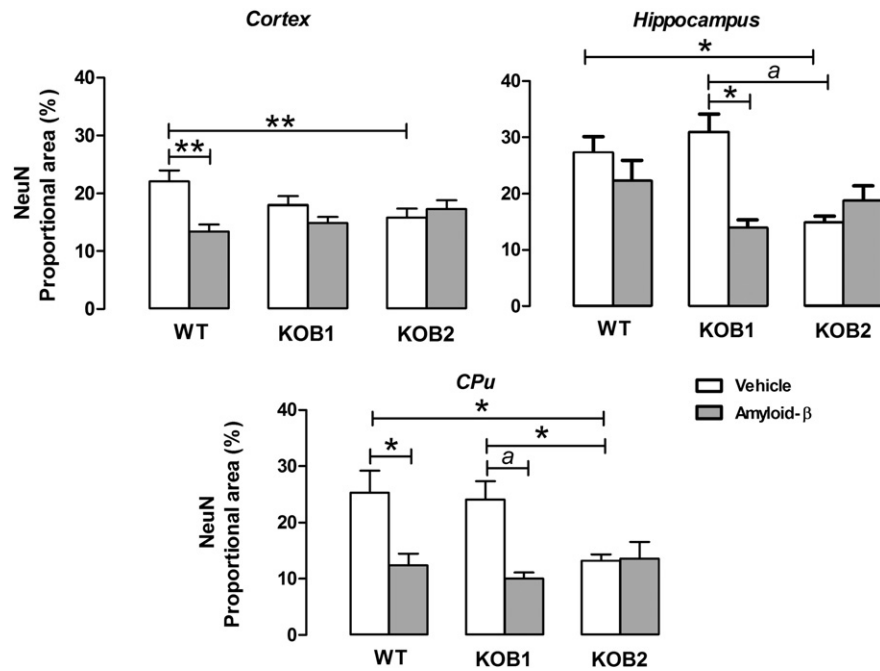 Cortex
NeuN
Proportional area (%)
40
30
20
10
0
**
**
WT
KOB1
KOB2
Hippocampus
40
30
20
10
0
*
a
*
WT
KOB1
KOB2
CPu
NeuN
Proportional area (%)
40
30
20
10
0
*
*
*
a
WT
KOB1
KOB2
Vehicle
Amyloid-β